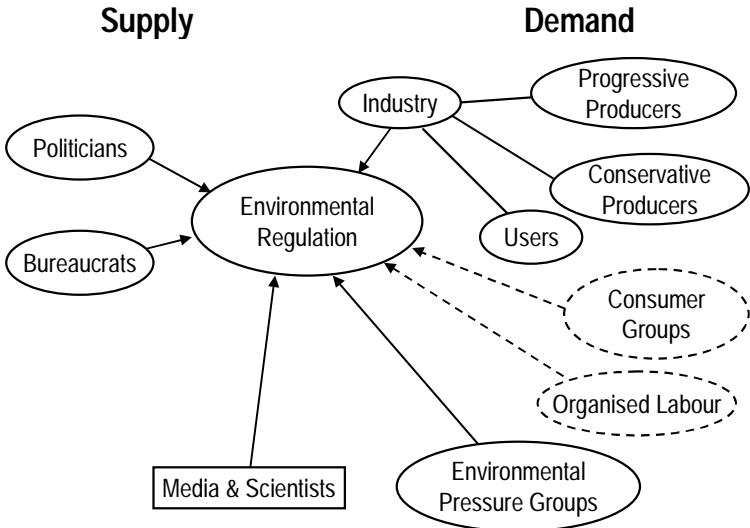 Supply
Demand
Industry
Progressive
Producers
Politicians
Environmental
Regulation
Conservative
Producers
Bureaucrats
Users
Consumer
Groups
Organised Labour
Media & Scientists
Environmental
Pressure Groups